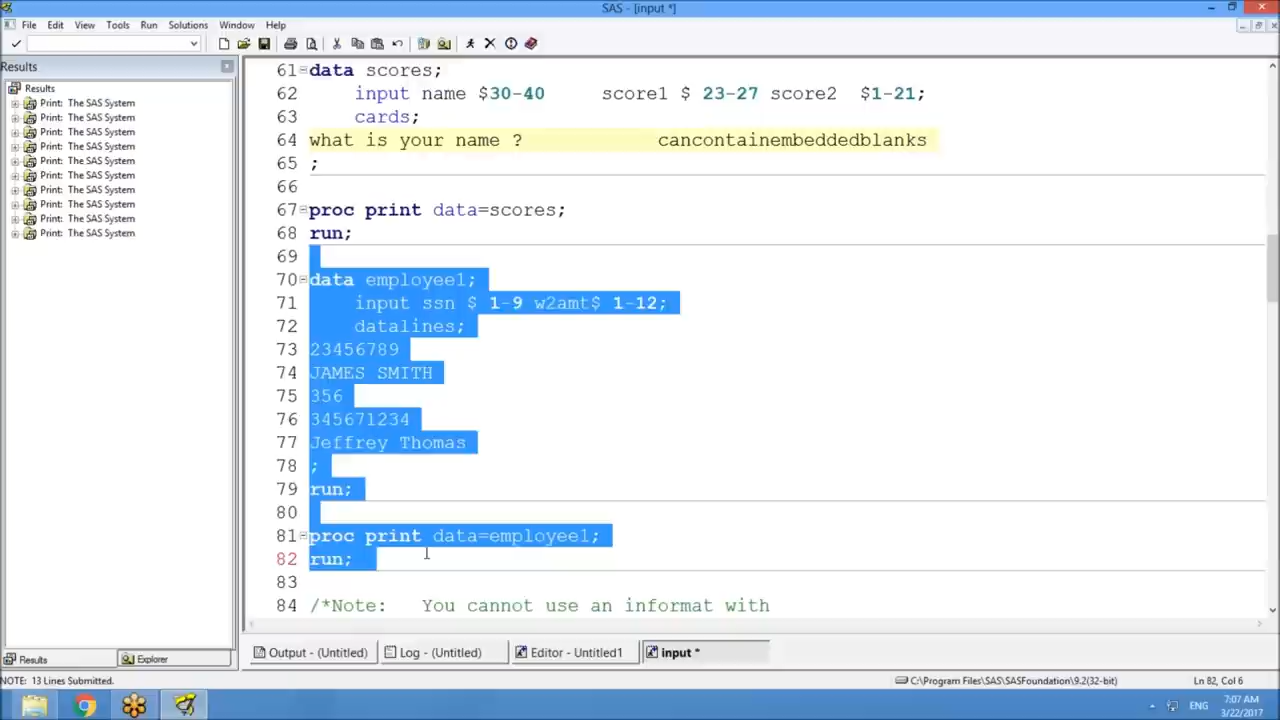 SAS - [input *]
File Edit View Tools Run Solutions Window Help
Results
Results
Print: The SAS System
Print: The SAS System
Print: The SAS System
Print: The SAS System
Print: The SAS System
Print: The SAS System
Print: The SAS System
Print: The SAS System
Print: The SAS System
Print: The SAS System
61 data scores;
62 input name $30-40 score1 $ 23-27 score2 $1-21;
63 cards;
64 what is your name ? cancontainembeddedblanks
65 ;
66
67 proc print data=scores;
68 run;
69
70 data employee1;
71 input ssn $ 1-9 w2amt$ 1-12;
72 datalines;
73 23456789
74 JAMES SMITH
75 356
76 345671234
77 Jeffrey Thomas
78 ;
79 run;
80
81 proc print data=employee1;
82 run;
83
84 /*Note: You cannot use an informat with
Results Explorer
Output - (Untitled) Log - (Untitled) Editor - Untitled1 input *
NOTE: 13 Lines Submitted. C:\Program Files\SAS\SASFoundation\9.2(32-bit) Ln 82, Col 6
ENG 7:07 AM
3/22/2017